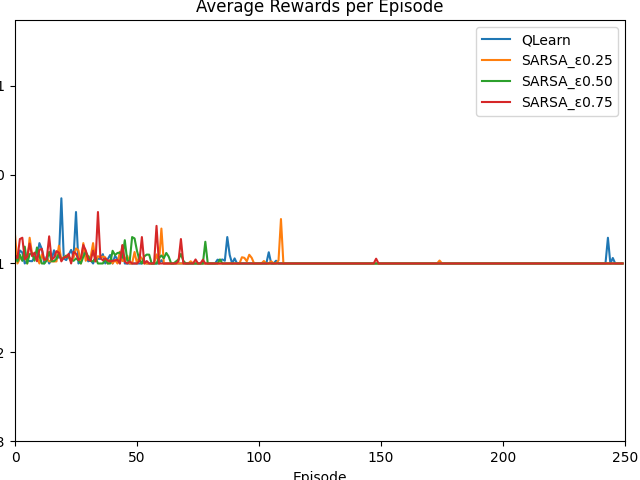 Average Rewards per Episode
QLearn
SARSA_ε0.25
SARSA_ε0.50
SARSA_ε0.75
1
0
1
2
3
0 50 100 150 200 250
Episode